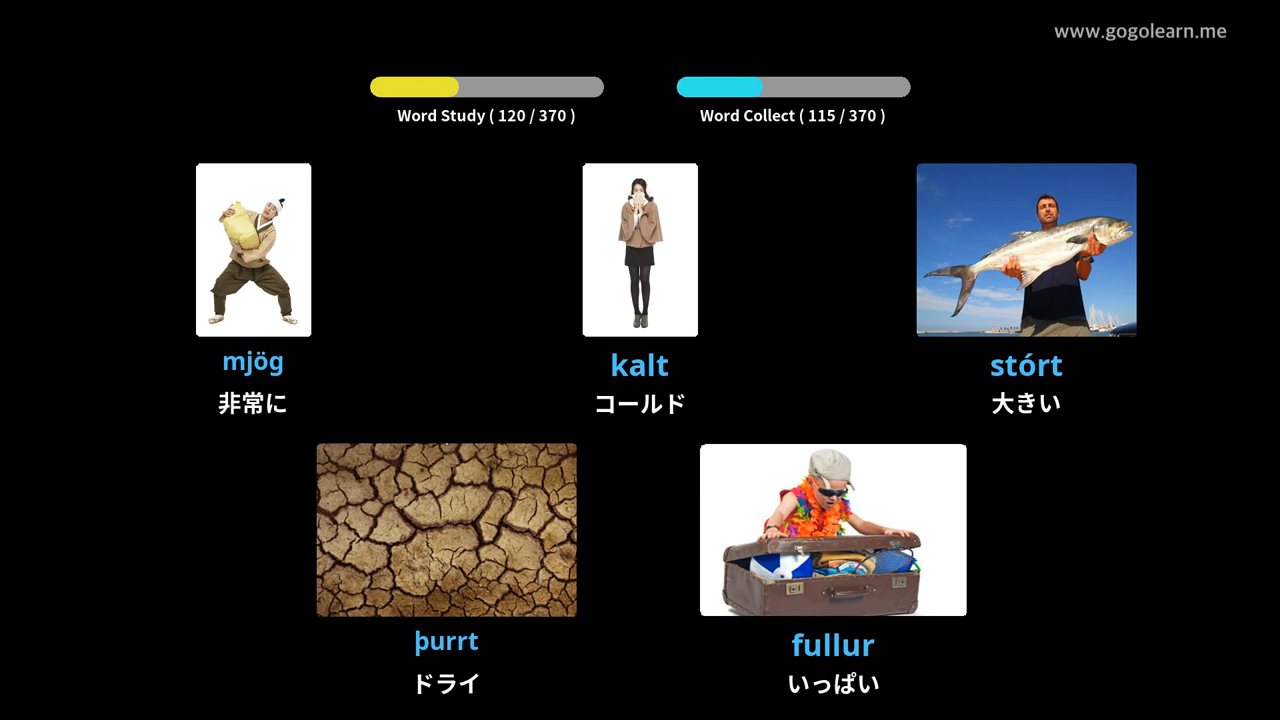 www.gogolearn.me
Word Study ( 120 / 370 )
Word Collect ( 115 / 370 )
mjög
非常に
kalt
コールド
stórt
大きい
þurrt
ドライ
fullur
いっぱい